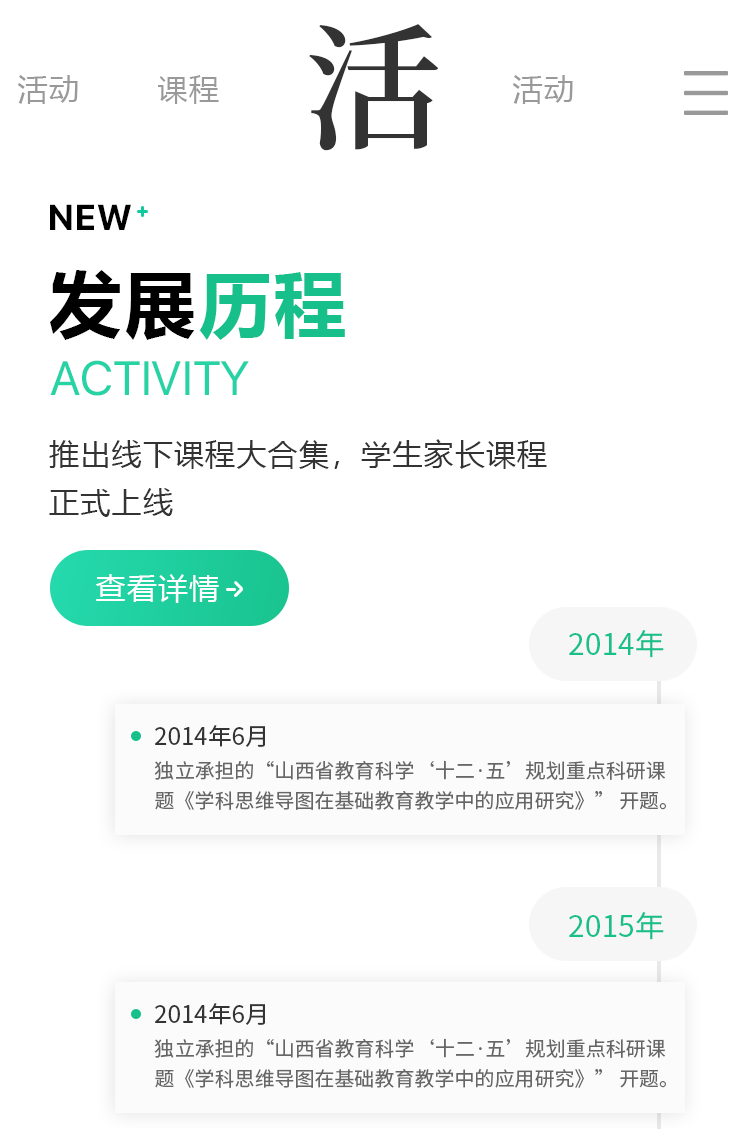 活动
课程
活
活动
NEW+
发展历程
ACTIVITY
推出线下课程大合集，学生家长课程
正式上线
查看详情
2014年
2014年6月
独立承担的“山西省教育科学‘十二·五’规划重点科研课
题《学科思维导图在基础教育教学中的应用研究》” 开题。
2015年
2014年6月
独立承担的“山西省教育科学‘十二·五’规划重点科研课
题《学科思维导图在基础教育教学中的应用研究》” 开题。